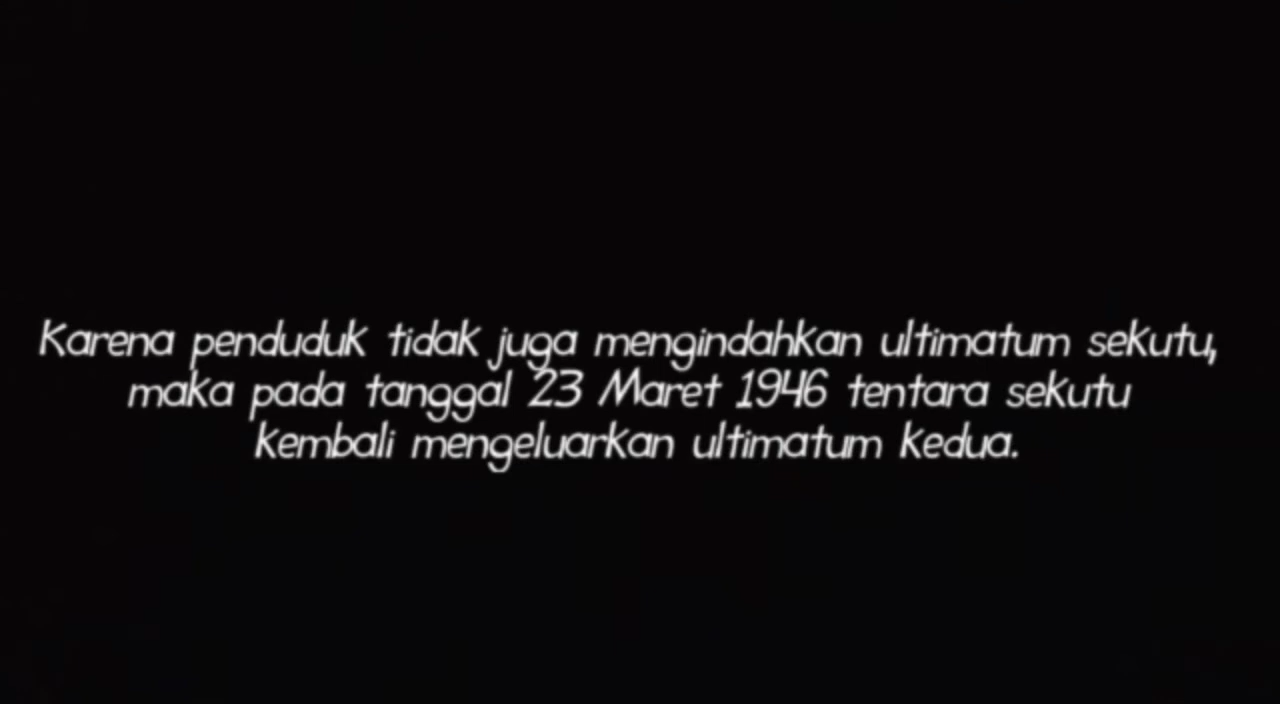 Karena penduduk tidak juga mengindahkan ultimatum sekutu,
maka pada tanggal 23 Maret 1946 tentara sekutu
kembali mengeluarkan ultimatum kedua.